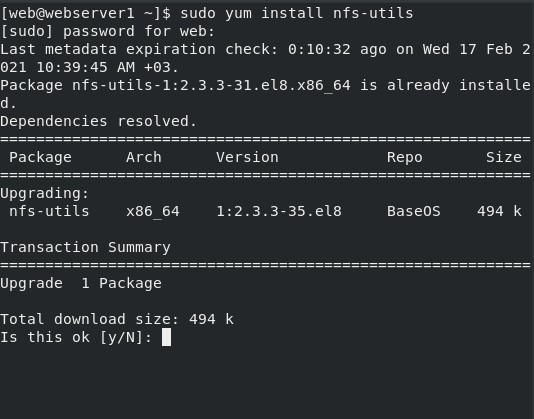 [web@webserver1 ~]$ sudo yum install nfs-utils
[sudo] password for web:
Last metadata expiration check: 0:10:32 ago on Wed 17 Feb 2
021 10:39:45 AM +03.
Package nfs-utils-1:2.3.3-31.el8.x86_64 is already installe
d.
Dependencies resolved.
===========================================================
 Package      Arch      Version            Repo       Size
===========================================================
Upgrading:
 nfs-utils    x86_64    1:2.3.3-35.el8     BaseOS    494 k

Transaction Summary
===========================================================
Upgrade  1 Package

Total download size: 494 k
Is this ok [y/N]: